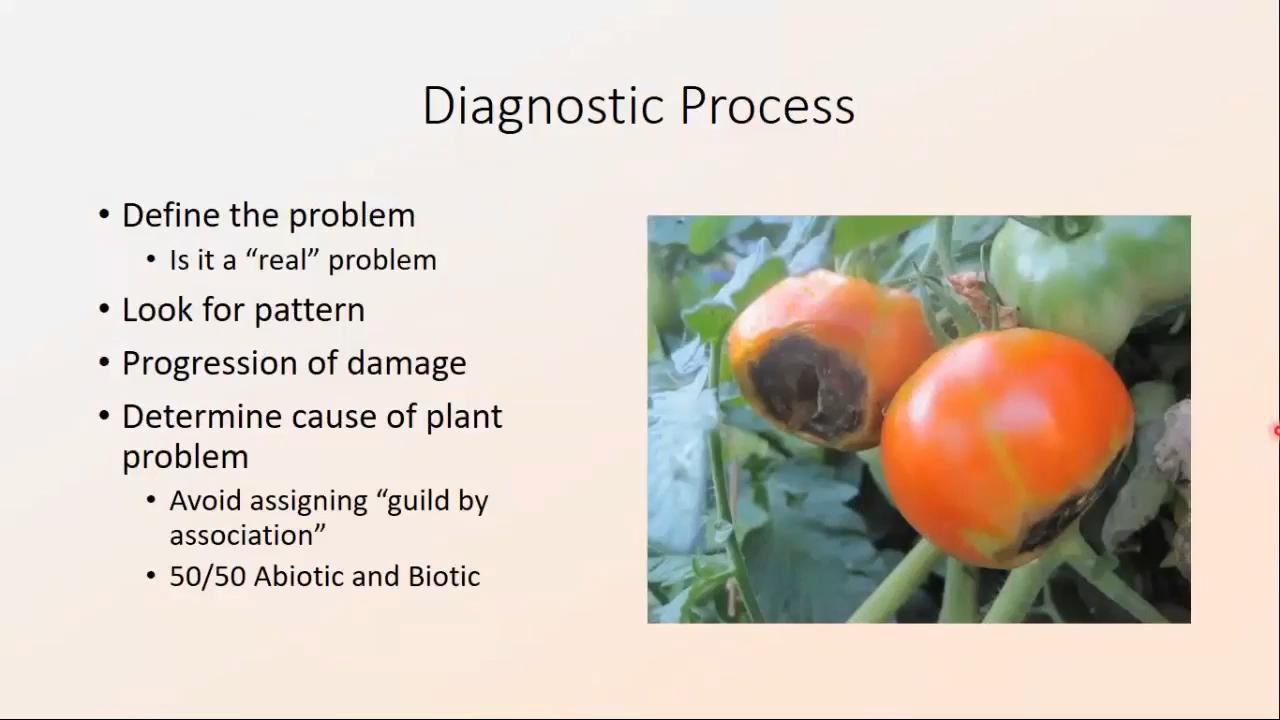 Diagnostic Process
• Define the problem
• Is it a “real” problem
• Look for pattern
• Progression of damage
• Determine cause of plant
problem
• Avoid assigning “guild by
association”
• 50/50 Abiotic and Biotic